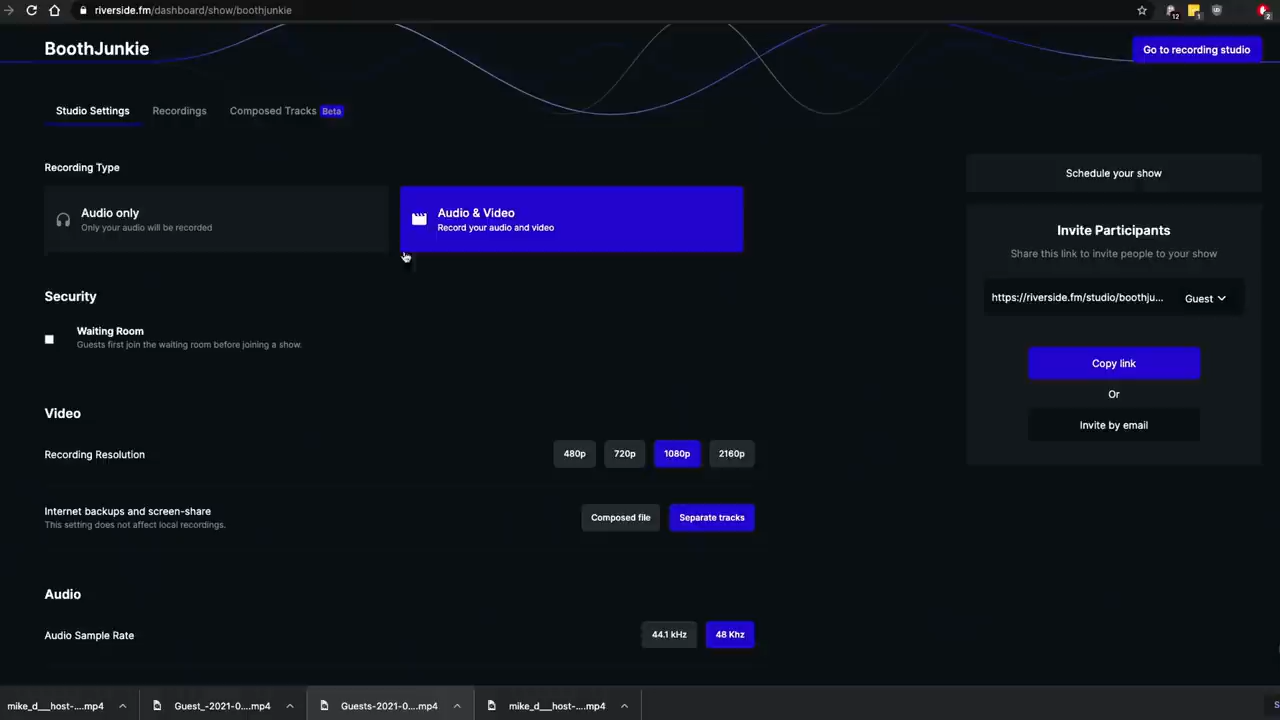 riverside.fm/dashboard/show/boothjunkie
12
1
2
BoothJunkie
Go to recording studio
Studio Settings
Recordings
Composed Tracks Beta
Recording Type
Audio only
Only your audio will be recorded
Audio & Video
Record your audio and video
Schedule your show
Invite Participants
Share this link to invite people to your show
https://riverside.fm/studio/boothju...
Guest
Copy link
Or
Invite by email
Security
Waiting Room
Guests first join the waiting room before joining a show.
Video
Recording Resolution
480p
720p
1080p
2160p
Internet backups and screen-share
This setting does not affect local recordings.
Composed file
Separate tracks
Audio
Audio Sample Rate
44.1 kHz
48 Khz
mike_d___host-....mp4
Guest_-2021-0....mp4
Guests-2021-0....mp4
mike_d___host-....mp4
S